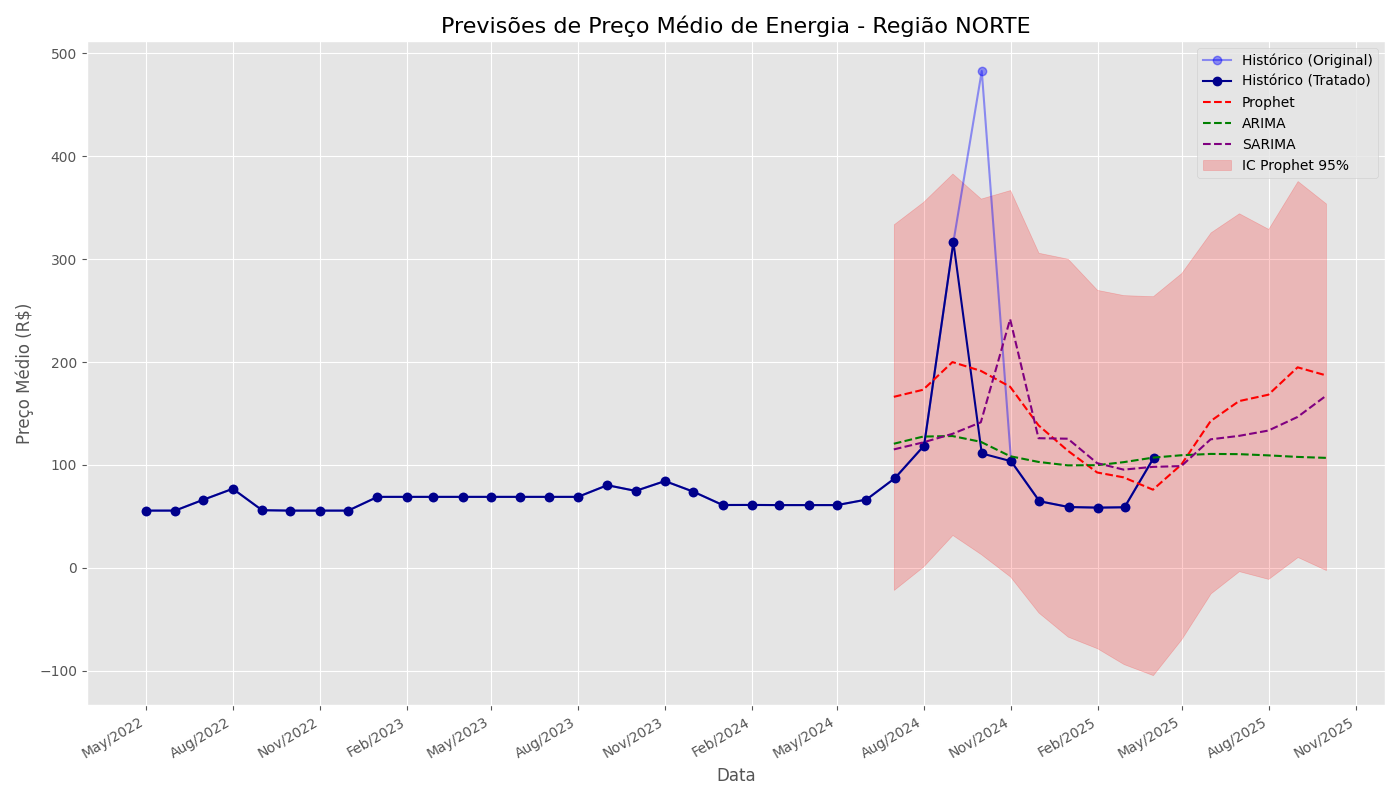 Previsões de Preço Médio de Energia - Região NORTE
Histórico (Original)
Histórico (Tratado)
Prophet
ARIMA
SARIMA
IC Prophet 95%
Preço Médio (R$)
500
400
300
200
100
0
−100
May/2022
Aug/2022
Nov/2022
Feb/2023
May/2023
Aug/2023
Nov/2023
Feb/2024
May/2024
Aug/2024
Nov/2024
Feb/2025
May/2025
Aug/2025
Nov/2025
Data